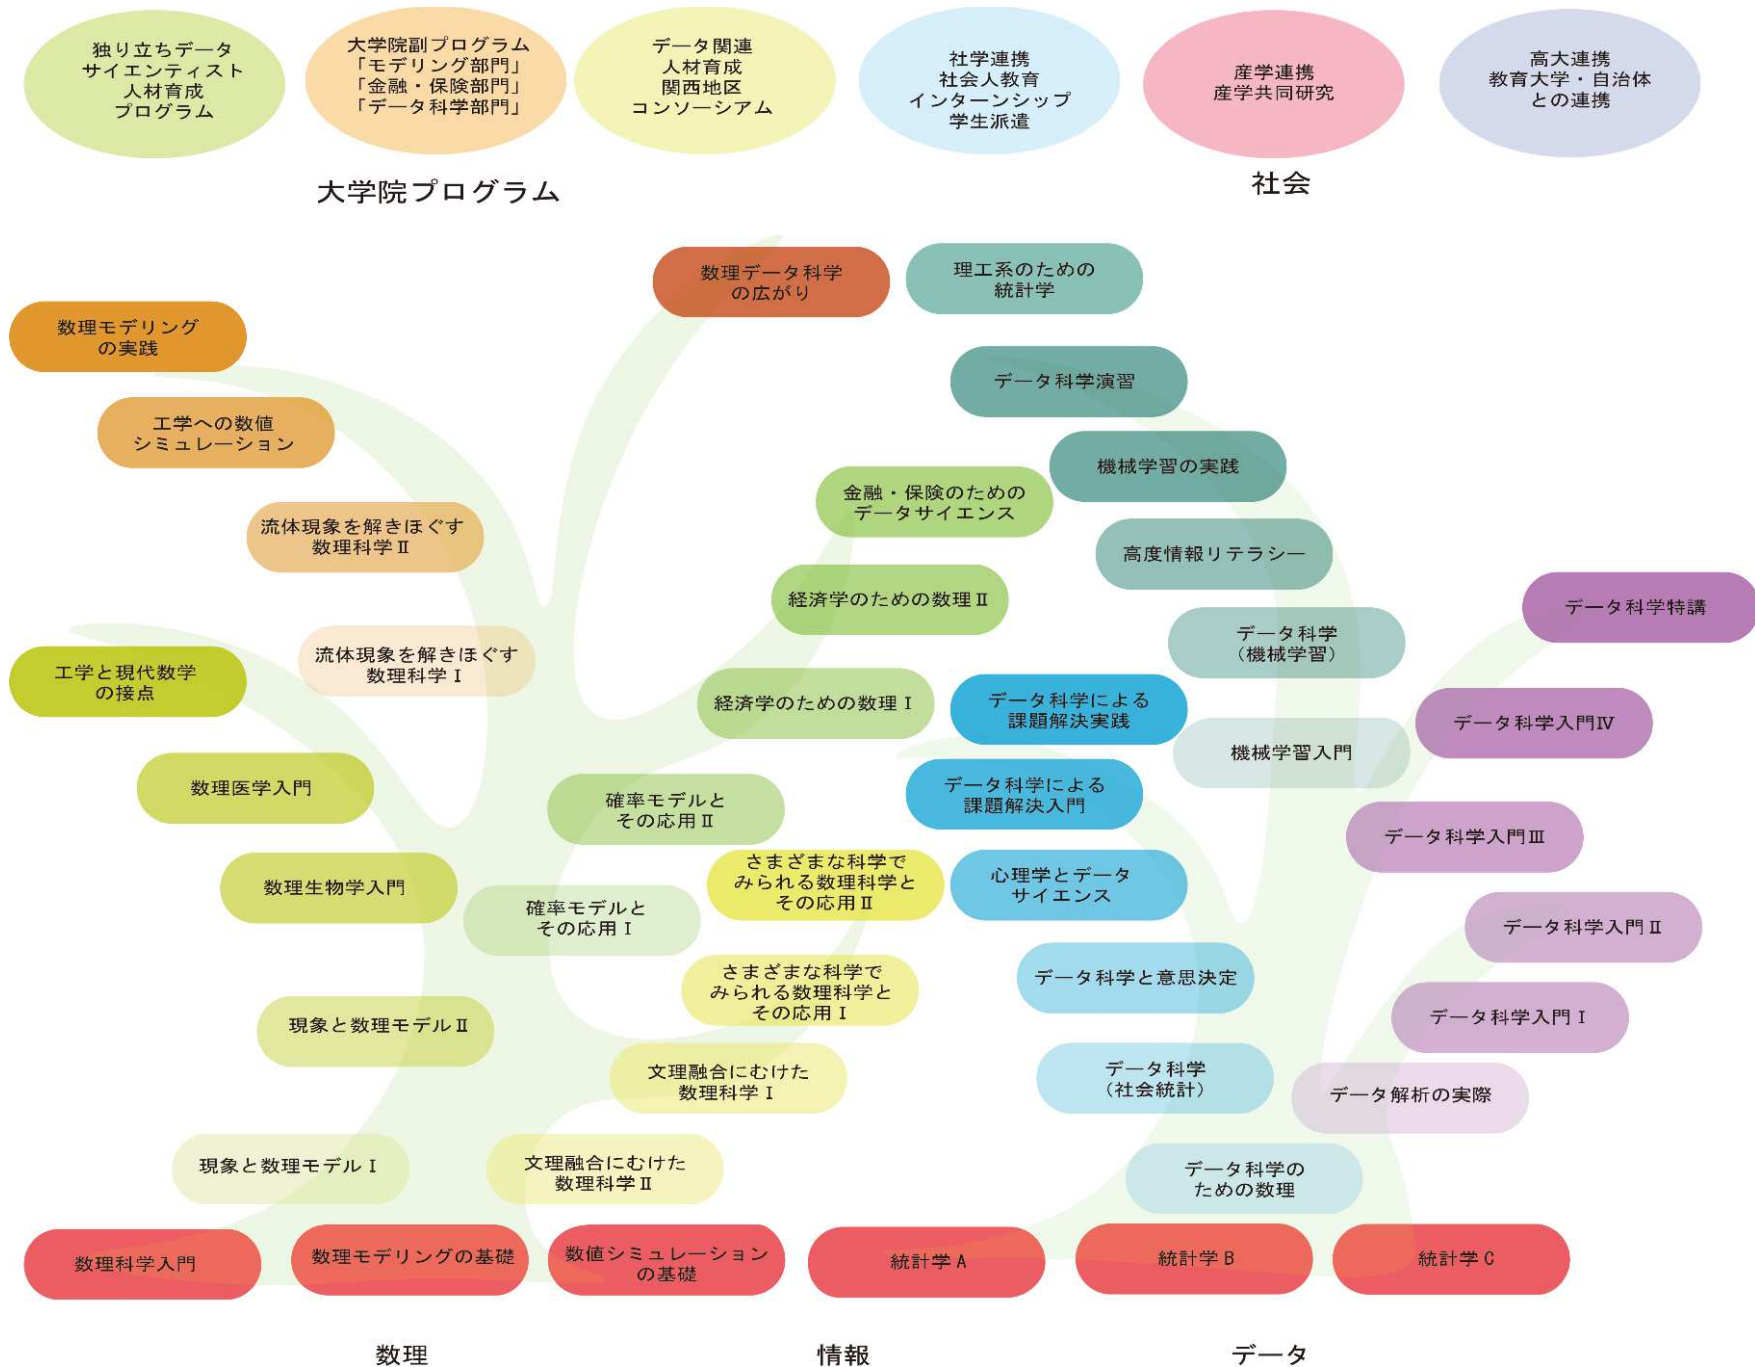 独り立ちデータ
サイエンティスト
人材育成
プログラム
大学院副プログラム
「モデリング部門」
「金融・保険部門」
「データ科学部門」
データ関連
人材育成
関西地区
コンソーシアム
社学連携
社会人教育
インターンシップ
学生派遣
産学連携
産学共同研究
高大連携
教育大学・自治体
との連携
大学院プログラム
社会
数理データ科学
の広がり
理工系のための
統計学
数理モデリング
の実践
データ科学演習
工学への数値
シミュレーション
機械学習の実践
金融・保険のための
データサイエンス
流体現象を解きほぐす
数理科学Ⅱ
高度情報リテラシー
経済学のための数理Ⅱ
データ科学特講
データ科学
（機械学習）
流体現象を解きほぐす
数理科学Ⅰ
工学と現代数学
の接点
経済学のための数理Ⅰ
データ科学による
課題解決実践
データ科学入門Ⅳ
機械学習入門
数理医学入門
データ科学による
課題解決入門
確率モデルと
その応用Ⅱ
データ科学入門Ⅲ
さまざまな科学で
みられる数理科学と
その応用Ⅱ
心理学とデータ
サイエンス
数理生物学入門
確率モデルと
その応用Ⅰ
データ科学入門Ⅱ
さまざまな科学で
みられる数理科学と
その応用Ⅰ
データ科学と意思決定
データ科学入門Ⅰ
現象と数理モデルⅡ
文理融合にむけた
数理科学Ⅰ
データ科学
（社会統計）
データ解析の実際
現象と数理モデルⅠ
文理融合にむけた
数理科学Ⅱ
データ科学の
ための数理
数理科学入門
数理モデリングの基礎
数値シミュレーション
の基礎
統計学A
統計学B
統計学C
数理
情報
データ